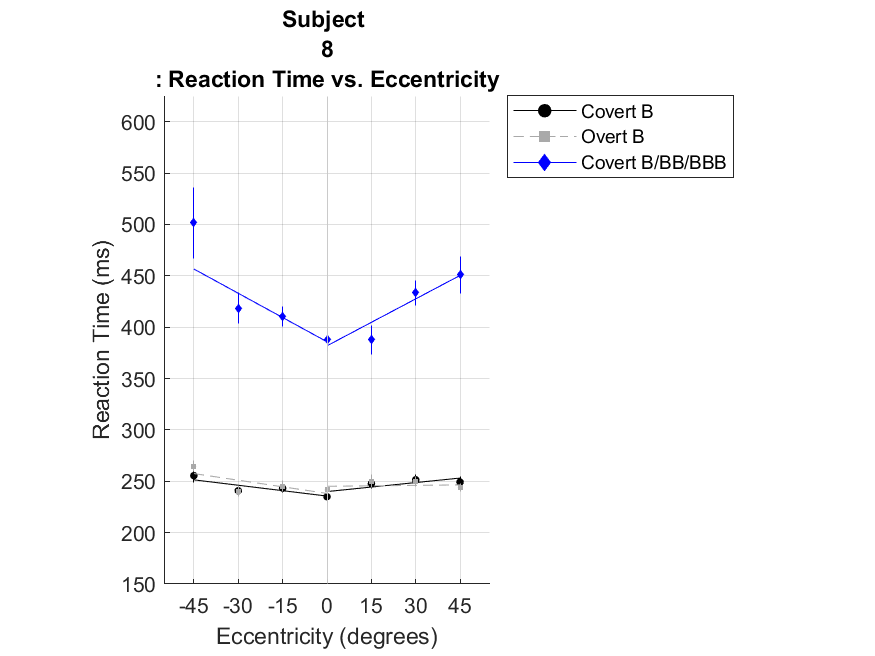 Subject
8
: Reaction Time vs. Eccentricity
Covert B
Overt B
Covert B/BB/BBB
Reaction Time (ms)
600
550
500
450
400
350
300
250
200
150
-45 -30 -15 0 15 30 45
Eccentricity (degrees)